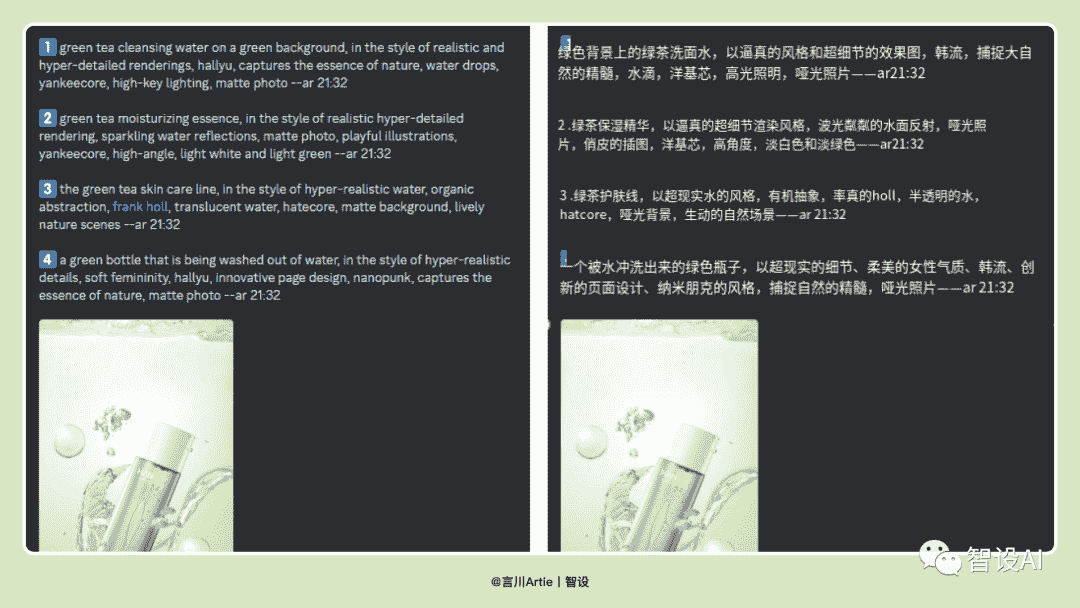 1 green tea cleansing water on a green background, in the style of realistic and
hyper-detailed renderings, hallyu, captures the essence of nature, water drops,
yankeecore, high-key lighting, matte photo --ar 21:32
2 green tea moisturizing essence, in the style of realistic hyper-detailed
rendering, sparkling water reflections, matte photo, playful illustrations,
yankeecore, high-angle, light white and light green --ar 21:32
3 the green tea skin care line, in the style of hyper-realistic water, organic
abstraction, frank holl, translucent water, hatecore, matte background, lively
nature scenes --ar 21:32
4 a green bottle that is being washed out of water, in the style of hyper-realistic
details, soft femininity, hallyu, innovative page design, nanopunk, captures the
essence of nature, matte photo --ar 21:32
1
绿色背景上的绿茶洗面水，以逼真的风格和超细节的效果图，韩流，捕捉大自
然的精髓，水滴，洋基芯，高光照明，哑光照片——ar21:32
2 .绿茶保湿精华，以逼真的超细节渲染风格，波光粼粼的水面反射，哑光照
片，俏皮的插图，洋基芯，高角度，淡白色和淡绿色——ar21:32
3 .绿茶护肤线，以超现实水的风格，有机抽象，率真的holl，半透明的水，
hatcore，哑光背景，生动的自然场景——ar 21:32
一个被水冲洗出来的绿色瓶子，以超现实的细节、柔美的女性气质、韩流、创
新的页面设计、纳米朋克的风格，捕捉自然的精髓，哑光照片——ar 21:32
智设AI
@言川Artie丨智设